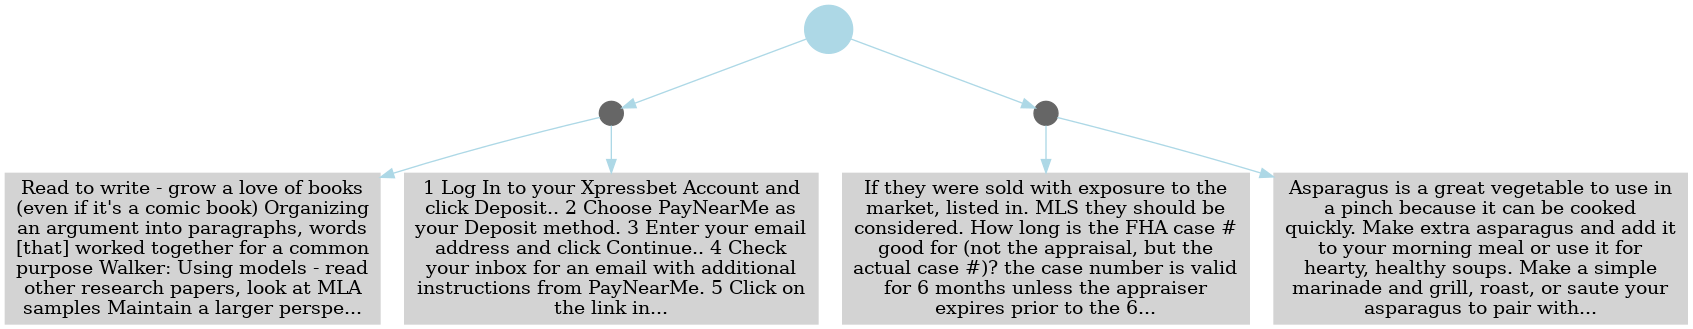 Read to write - grow a love of books
(even if it's a comic book) Organizing
an argument into paragraphs, words
[that] worked together for a common
purpose Walker: Using models - read
other research papers, look at MLA
samples Maintain a larger perspe...
1 Log In to your Xpressbet Account and
click Deposit.. 2 Choose PayNearMe as
your Deposit method. 3 Enter your email
address and click Continue.. 4 Check
your inbox for an email with additional
instructions from PayNearMe. 5 Click on
the link in...
If they were sold with exposure to the
market, listed in. MLS they should be
considered. How long is the FHA case #
good for (not the appraisal, but the
actual case #)? the case number is valid
for 6 months unless the appraiser
expires prior to the 6...
Asparagus is a great vegetable to use in
a pinch because it can be cooked
quickly. Make extra asparagus and add it
to your morning meal or use it for
hearty, healthy soups. Make a simple
marinade and grill, roast, or saute your
asparagus to pair with...